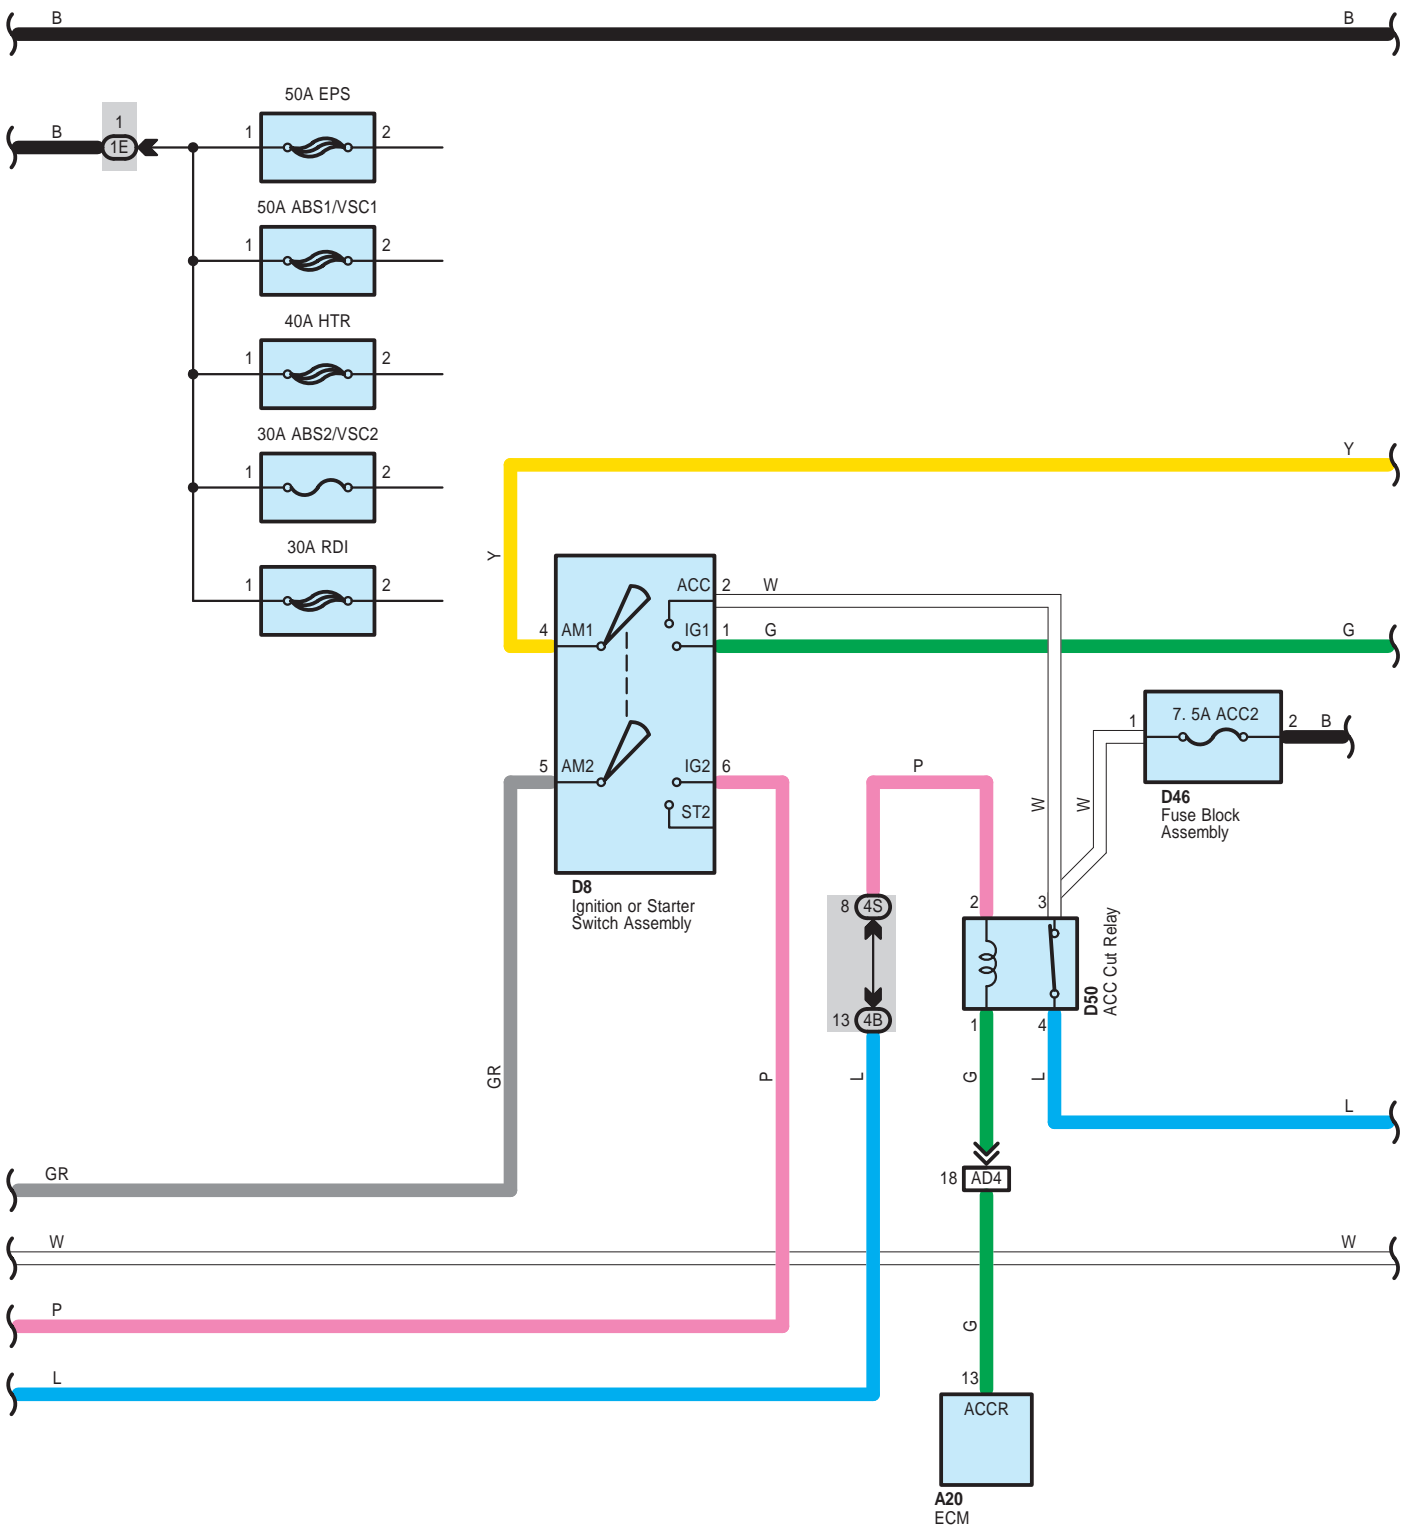 B B
50A EPS
B 1 1E 1 2
50A ABS1/VSC1
1 2
40A HTR
1 2
30A ABS2/VSC2
1 2
Y
30A RDI
1 2
Y
ACC 2 W
4 AM1 IG1 1 G G
5 AM2 IG2 6
ST2
D8
Ignition or Starter
Switch Assembly
7. 5A ACC2
1 2 B
D46
Fuse Block
Assembly
P
W
W
8 4S
13 4B
2 3
1 4
D50
ACC Cut Relay
GR
P
L
G
L
L
GR
18 AD4
W W
P
G
L
13
ACCR
A20
ECM